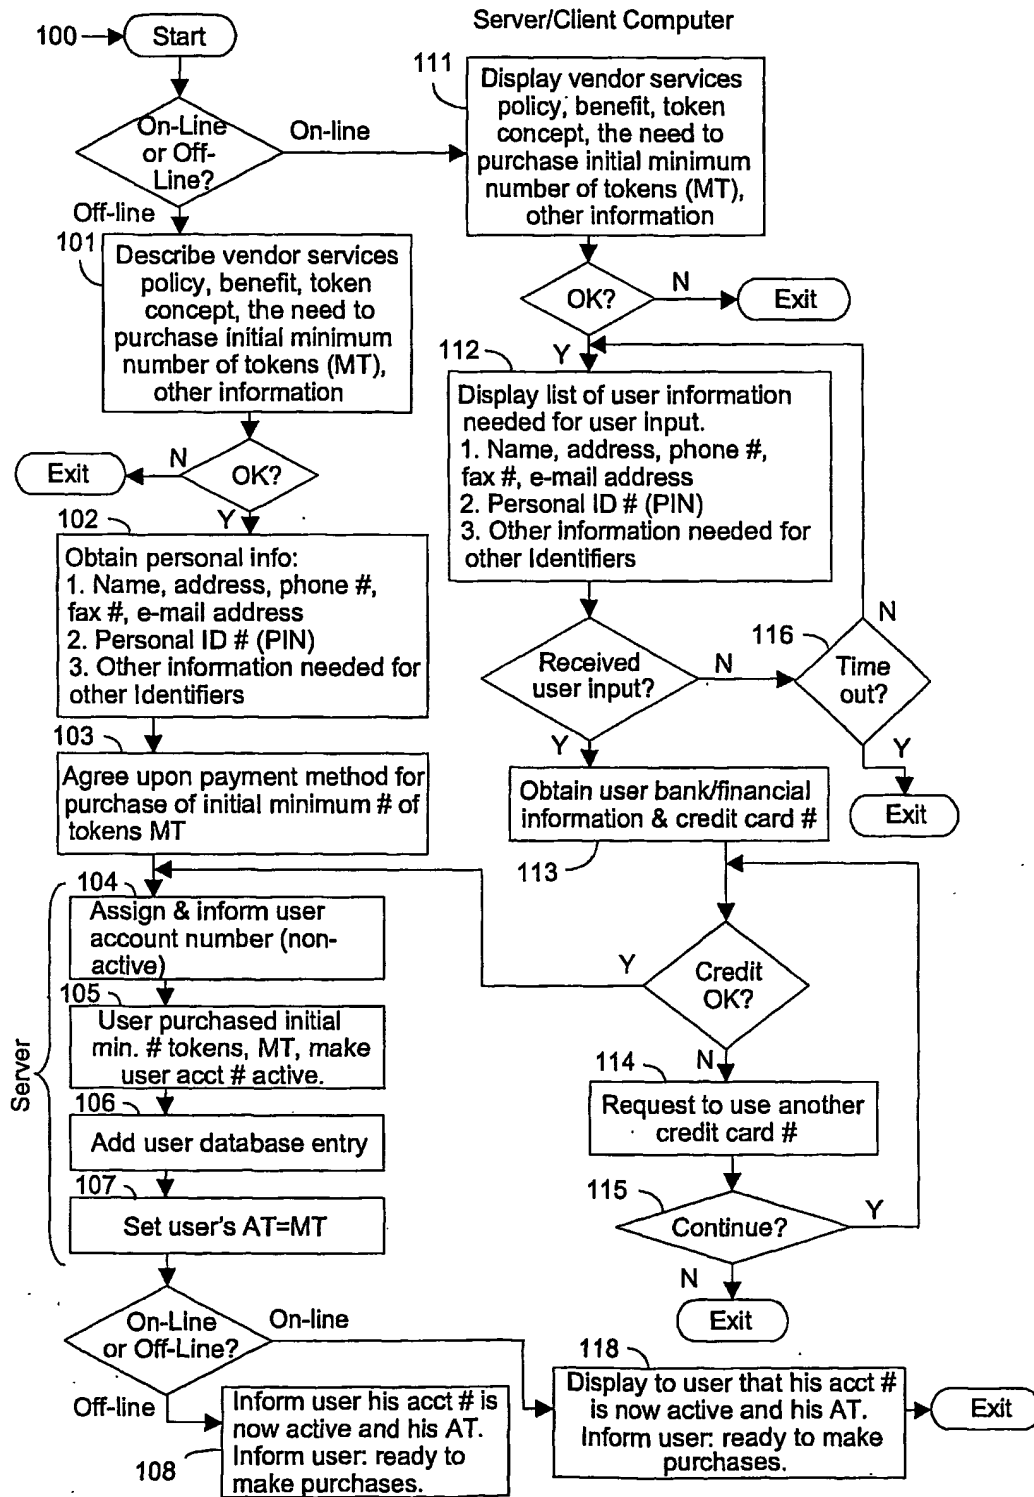 Server/Client Computer
100
Start
On-Line
or Off-
Line?
On-line
Off-line
111
Display vendor services
policy, benefit, token
concept, the need to
purchase initial minimum
number of tokens (MT),
other information
OK?
N
Exit
Y
101
Describe vendor services
policy, benefit, token
concept, the need to
purchase initial minimum
number of tokens (MT),
other information
OK?
N
Exit
Y
112
Display list of user information
needed for user input.
1. Name, address, phone #,
fax #, e-mail address
2. Personal ID # (PIN)
3. Other information needed for
other Identifiers
102
Obtain personal info:
1. Name, address, phone #,
fax #, e-mail address
2. Personal ID # (PIN)
3. Other information needed for
other Identifiers
Received
user input?
N
Y
116
Time
out?
N
Y
Exit
103
Agree upon payment method for
purchase of initial minimum # of
tokens MT
Obtain user bank/financial
information & credit card #
113
Server
104
Assign & inform user
account number (non-
active)
Credit
OK?
Y
N
105
User purchased initial
min. # tokens, MT, make
user acct # active.
114
Request to use another
credit card #
106
Add user database entry
107
Set user's AT=MT
115
Continue?
Y
N
Exit
On-Line
or Off-Line?
On-line
Off-line
108
Inform user his acct # is
now active and his AT.
Inform user: ready to
make purchases.
118
Display to user that his acct #
is now active and his AT.
Inform user: ready to make
purchases.
Exit